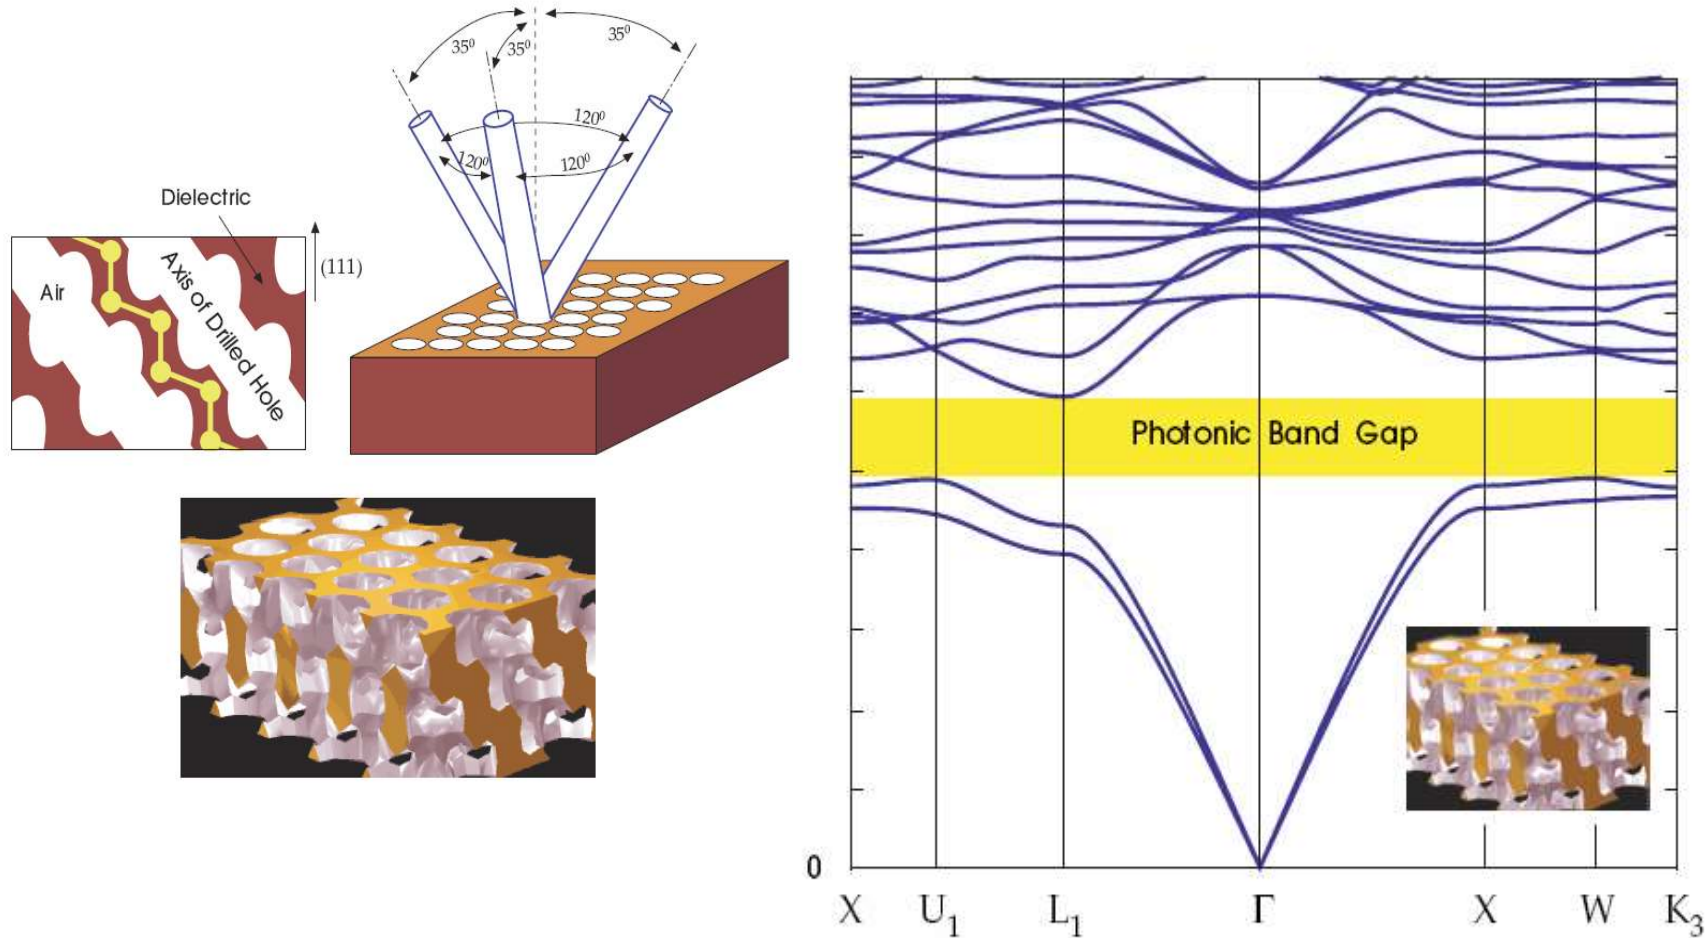 35⁰
35⁰
35⁰
120⁰
120⁰
120⁰
Dielectric
(111)
Air
Axis of Drilled Hole
Photonic Band Gap
0
X U₁ L₁ Γ X W K₃